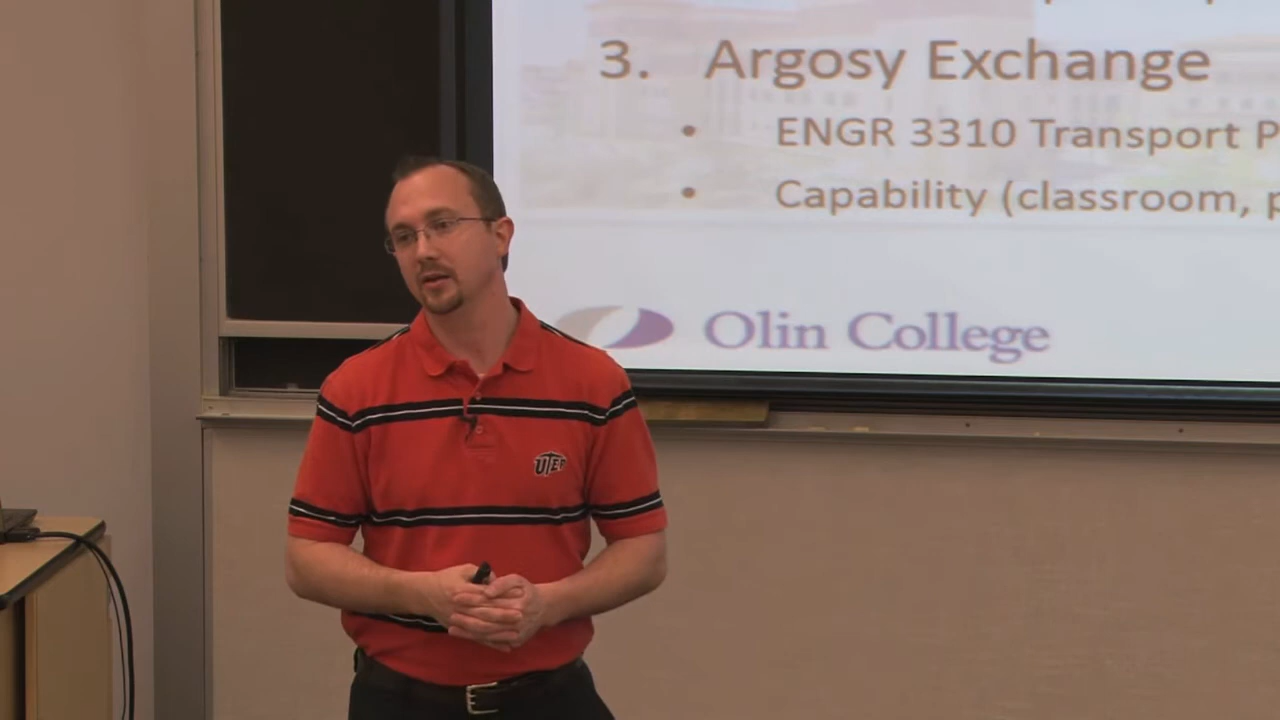 3. Argosy Exchange
• ENGR 3310 Transport P
• Capability (classroom, p
Olin College
UTEP